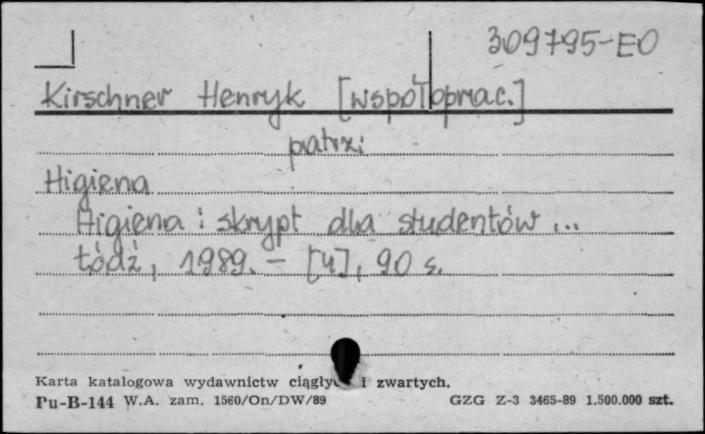 309795-EO
Kirschner Henryk [współoprac.]
patrz:
Higiena
Higiena : skrypt dla studentów ...
Łódź, 1989. - [4], 90 s.
Karta katalogowa wydawnictw i zwartych.
Pu-B-144 W.A. zam. 1560/On/DW/89 GZG Z-3 3465-89 1.500.000 szt.